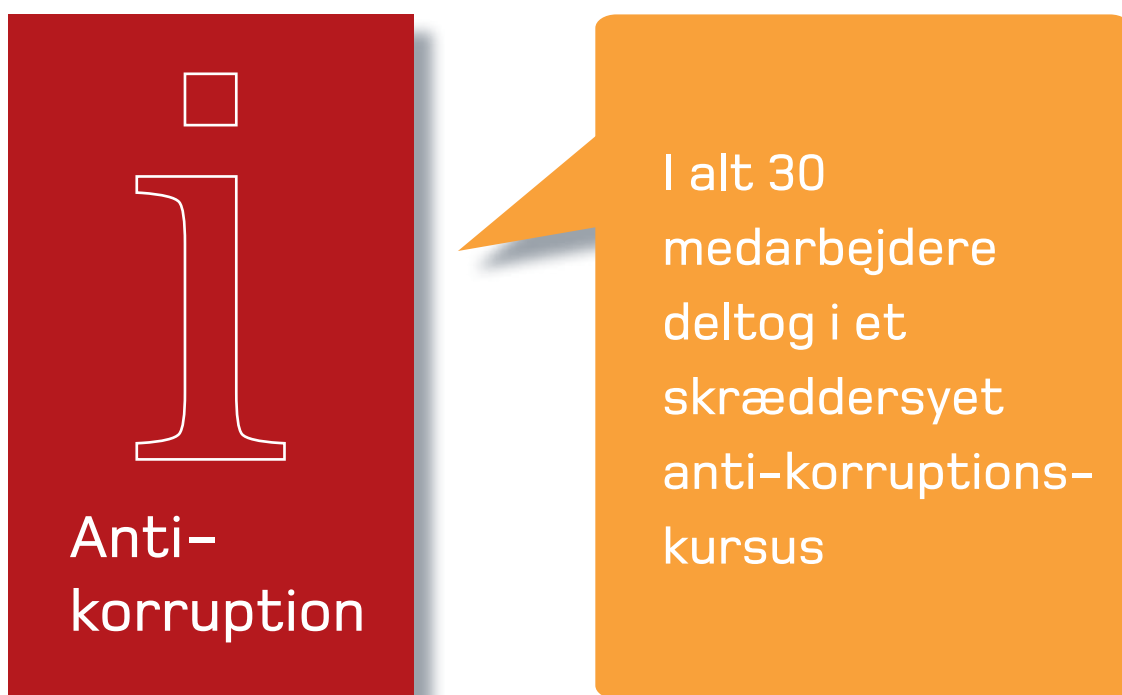 i
Anti-
korruption
I alt 30
medarbejdere
deltog i et
skræddersyet
anti-korruptions-
kursus